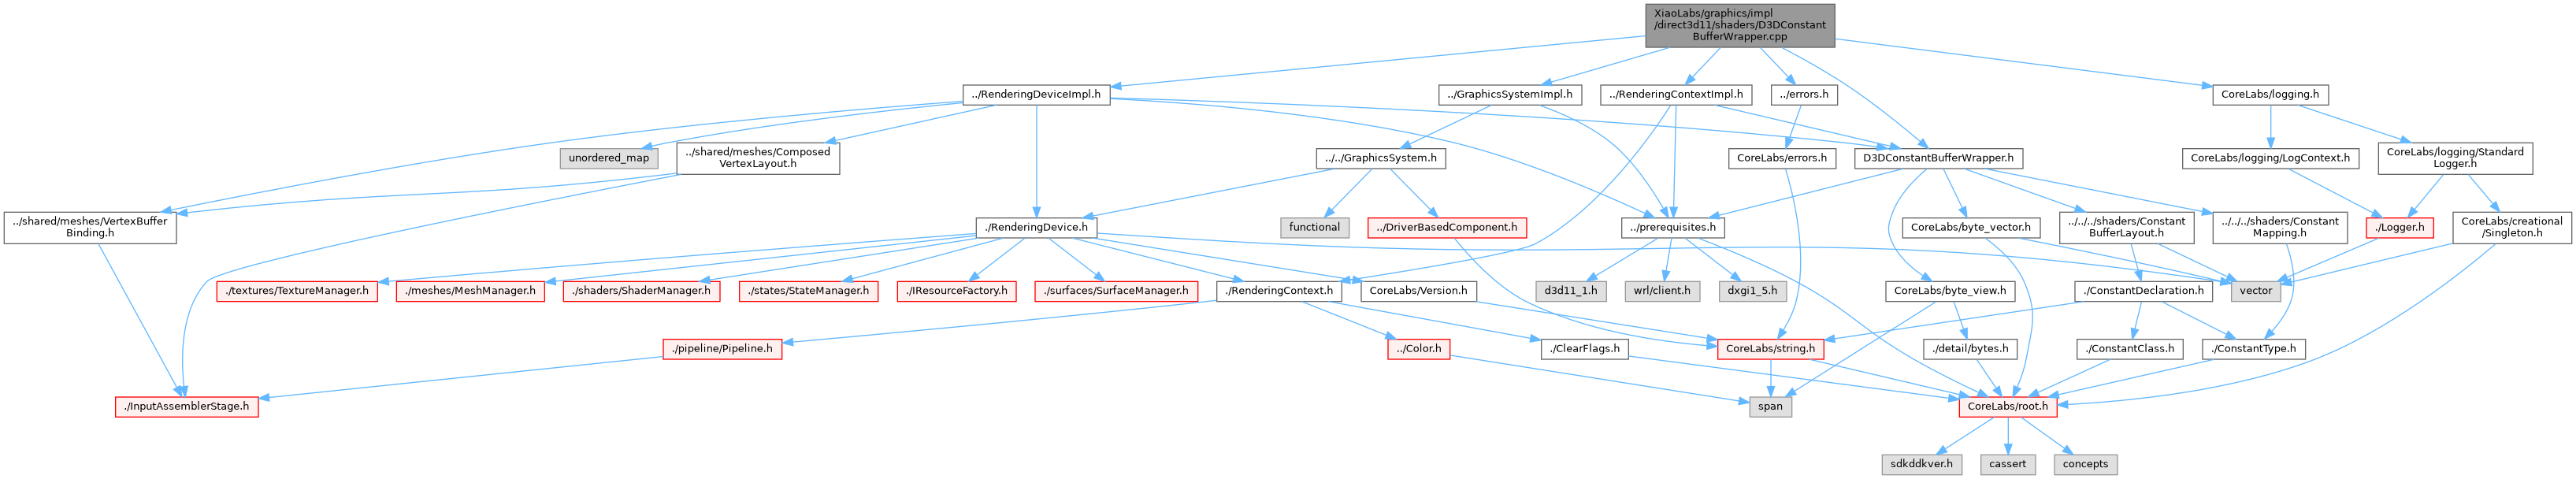 XiaoLabs/graphics/impl
/direct3d11/shaders/D3DConstant
BufferWrapper.cpp
../RenderingDeviceImpl.h
../GraphicsSystemImpl.h
../RenderingContextImpl.h
../errors.h
CoreLabs/logging.h
unordered_map
../shared/meshes/Composed
VertexLayout.h
../../GraphicsSystem.h
CoreLabs/errors.h
D3DConstantBufferWrapper.h
CoreLabs/logging/LogContext.h
CoreLabs/logging/Standard
Logger.h
../shared/meshes/VertexBuffer
Binding.h
./RenderingDevice.h
functional
../DriverBasedComponent.h
../prerequisites.h
CoreLabs/byte_vector.h
../../../shaders/Constant
BufferLayout.h
../../../shaders/Constant
Mapping.h
./Logger.h
CoreLabs/creational
/Singleton.h
./textures/TextureManager.h
./meshes/MeshManager.h
./shaders/ShaderManager.h
./states/StateManager.h
./IResourceFactory.h
./surfaces/SurfaceManager.h
./RenderingContext.h
CoreLabs/Version.h
d3d11_1.h
wrl/client.h
dxgi1_5.h
CoreLabs/byte_view.h
./ConstantDeclaration.h
vector
./pipeline/Pipeline.h
../Color.h
./ClearFlags.h
CoreLabs/string.h
./detail/bytes.h
./ConstantClass.h
./ConstantType.h
./InputAssemblerStage.h
span
CoreLabs/root.h
sdkddkver.h
cassert
concepts